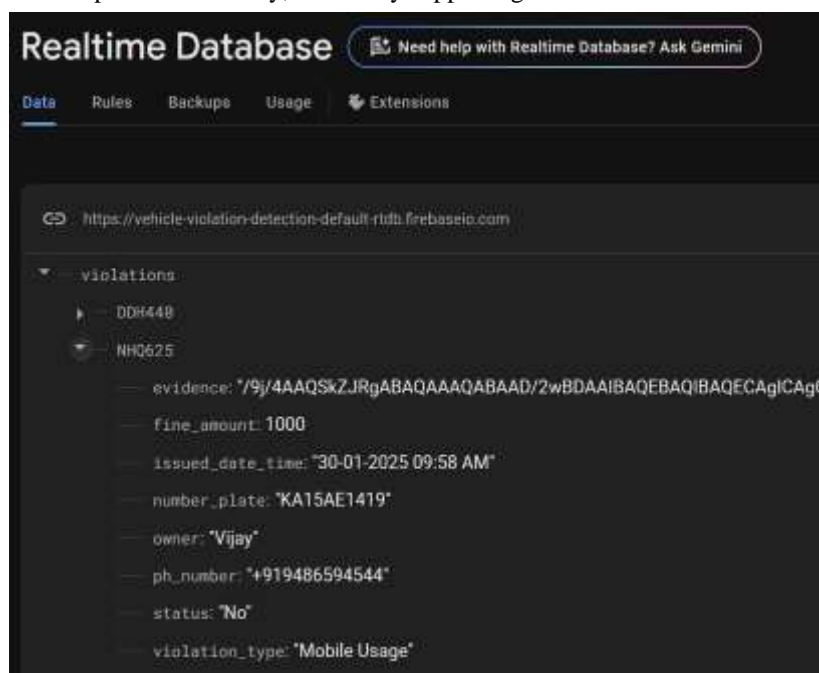 Realtime Database
Need help with Realtime Database? Ask Gemini
Data Rules Backups Usage Extensions
https://vehicle-violation-detection-default-rtdb.firebaseio.com
violations
DDH448
NHQ625
evidence: "/9j/4AAQSkZJRgABAQAAAQABAAD/2wBDAAIBAQEBAQIBAQECAgICAg
fine_amount: 1000
issued_date_time: "30-01-2025 09:58 AM"
number_plate: "KA15AE1419"
owner: "Vijay"
ph_number: "+919486594544"
status: "No"
violation_type: "Mobile Usage"